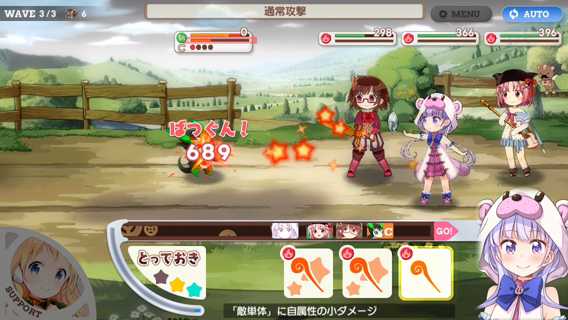 WAVE 3/3 6
通常攻撃
MENU
AUTO
0
C
298
366
396
ばつぐん!
689
C
GO!
とっておき
SUPPORT
「敵単体」に自属性の小ダメージ